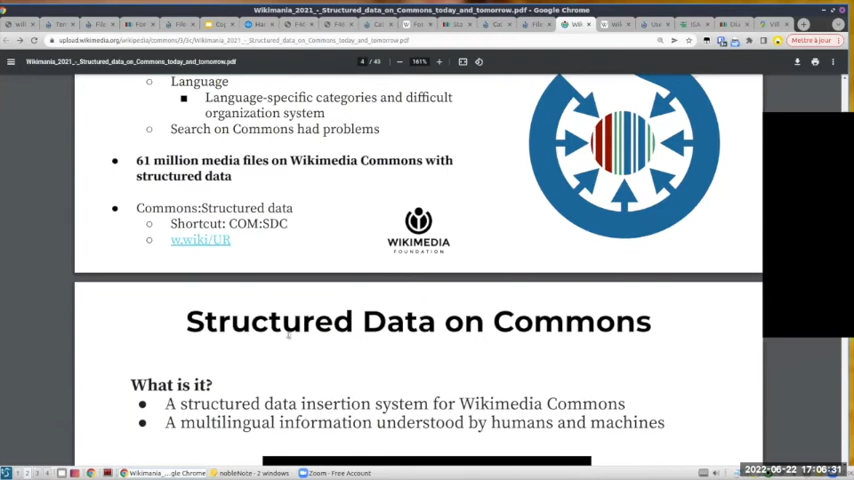 Wikimania_2021_-_Structured_data_on_Commons_today_and_tomorrow.pdf - Google Chrome
upload.wikimedia.org/wikipedia/commons/3/3c/Wikimania_2021_-_Structured_data_on_Commons_today_and_tomorrow.pdf
Mettre à jour
Wikimania_2021_-_Structured_data_on_Commons_today_and_tomorrow.pdf
4 / 43
161%
Language
Language-specific categories and difficult
organization system
Search on Commons had problems
61 million media files on Wikimedia Commons with
structured data
Commons:Structured data
Shortcut: COM:SDC
w.wiki/UR
WIKIMEDIA
FOUNDATION
Structured Data on Commons
What is it?
A structured data insertion system for Wikimedia Commons
A multilingual information understood by humans and machines
Wikimania_...gle Chrome
nobleNote - 2 windows
Zoom - Free Account
2022-06-22 17:06:31